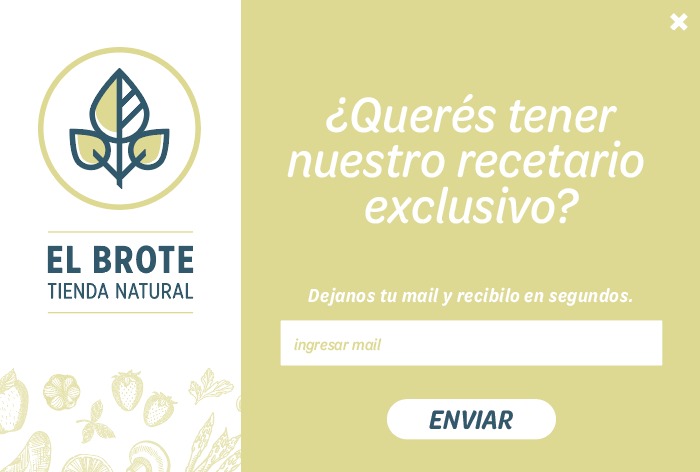 EL BROTE
TIENDA NATURAL
¿Querés tener
nuestro recetario
exclusivo?
Dejanos tu mail y recibilo en segundos.
ingresar mail
ENVIAR